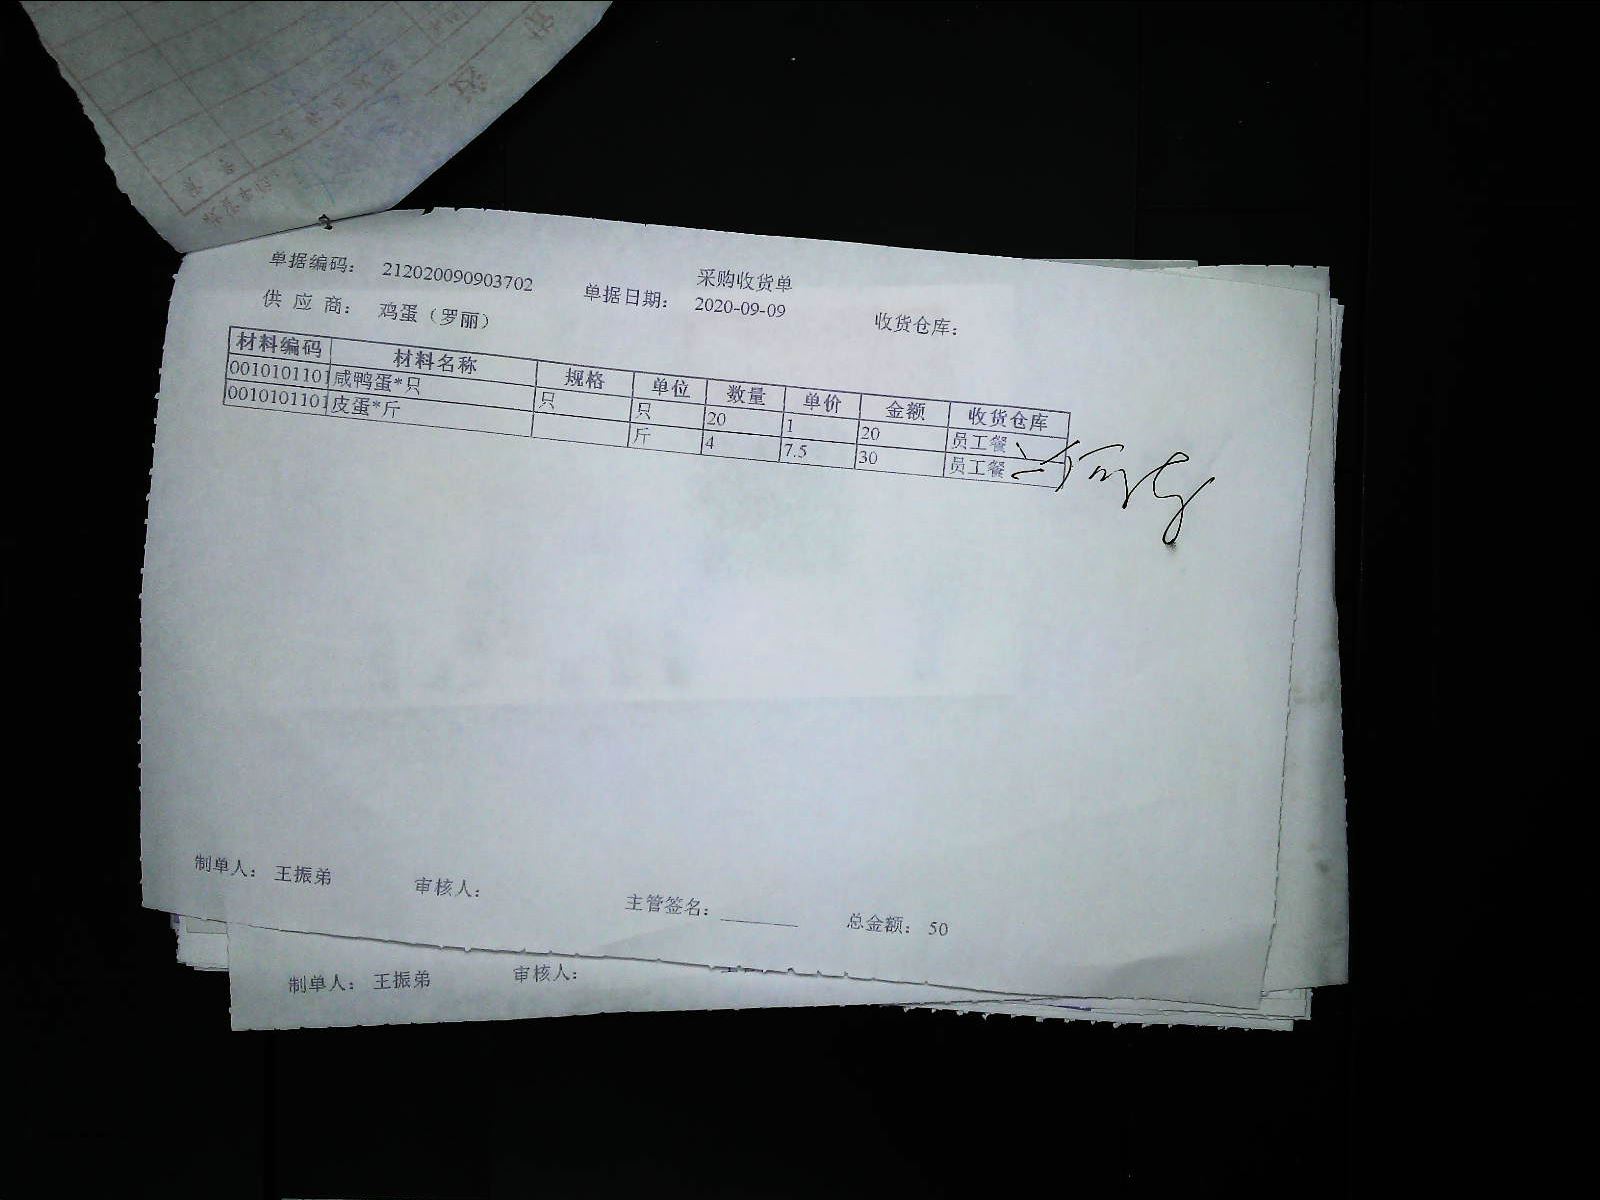 采购收货单
单据编码： 212020090903702 单据日期： 2020-09-09 收货仓库：
供 应 商： 鸡蛋（罗丽）
材料编码 材料名称 规格 单位 数量 单价 金额 收货仓库
0010101101 咸鸭蛋*只 只 只 20 1 20 员工餐
0010101101 皮蛋*斤 斤 4 7.5 30 员工餐
制单人： 王振弟 审核人： 主管签名： 总金额： 50
制单人： 王振弟 审核人：